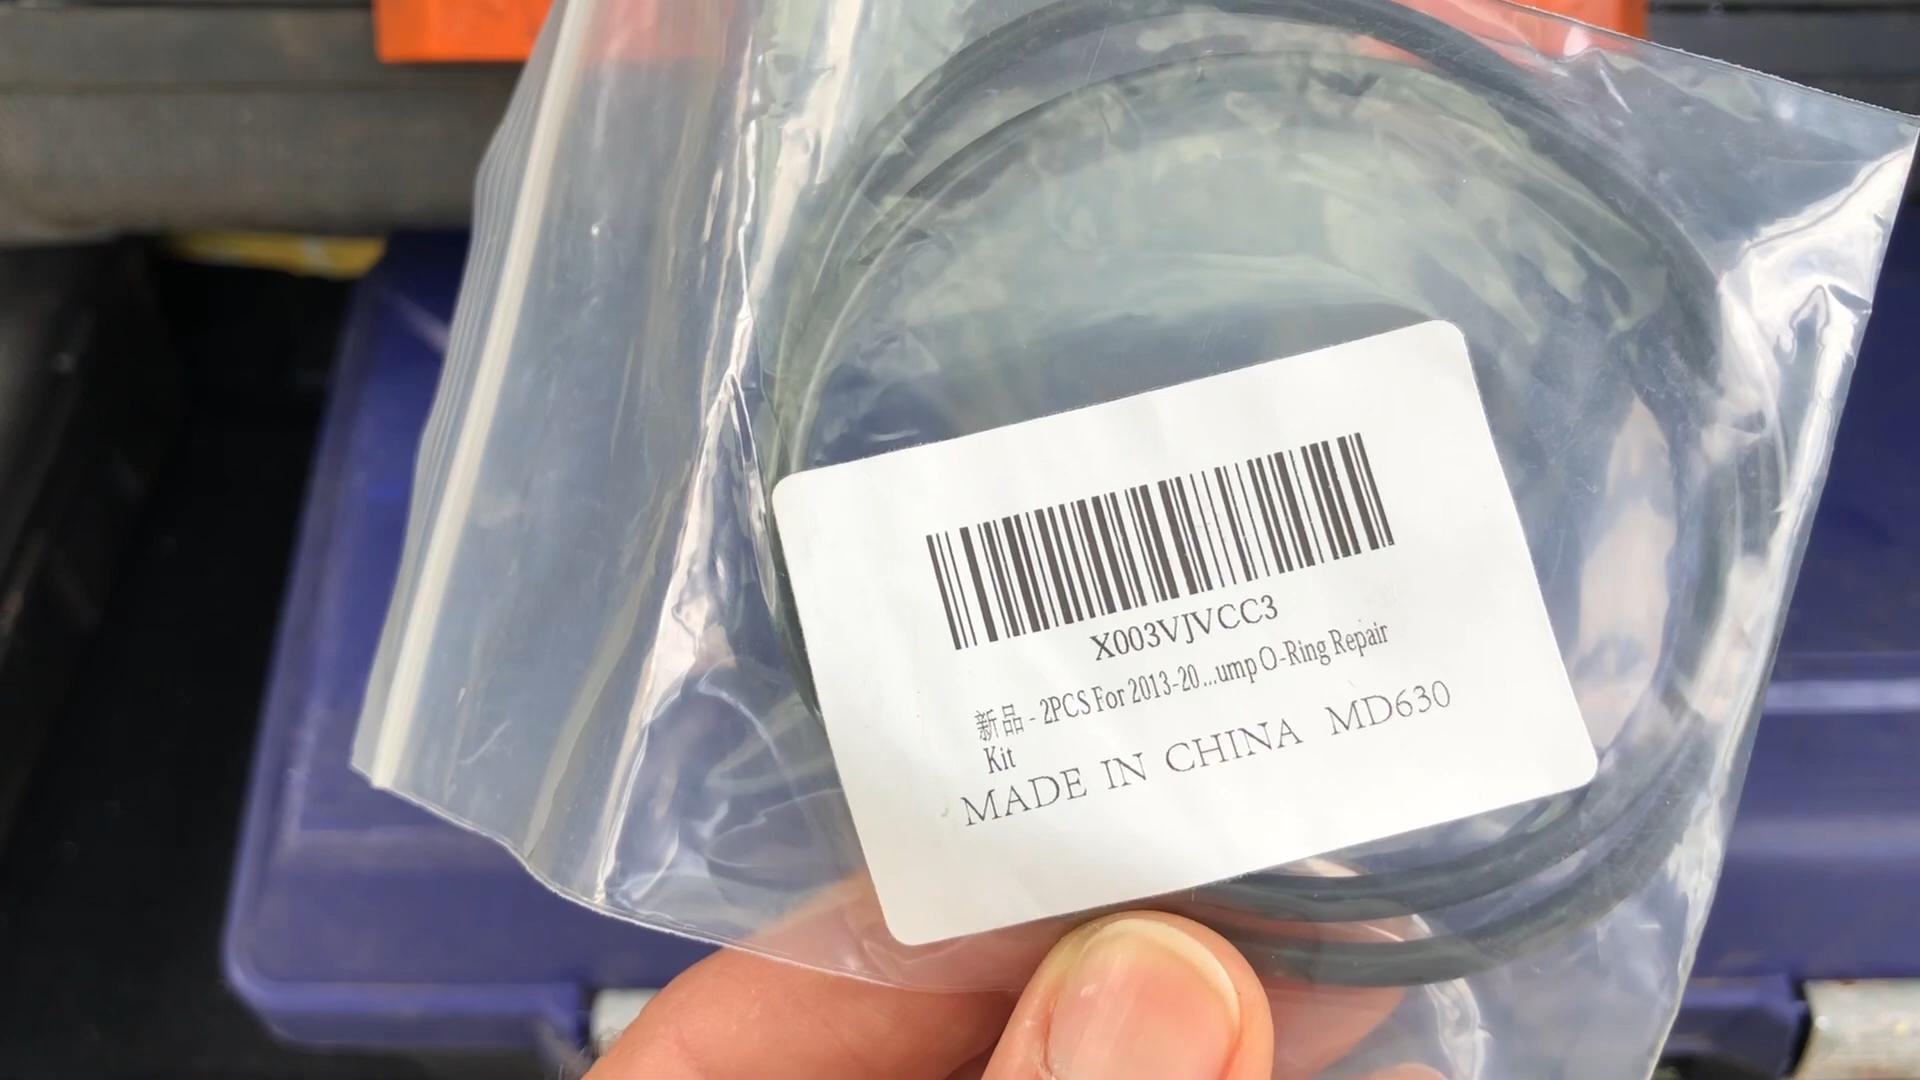 X003VJVCC3
新品 - 2PCS For 2013-20...ump O-Ring Repair
Kit
MADE IN CHINA MD630